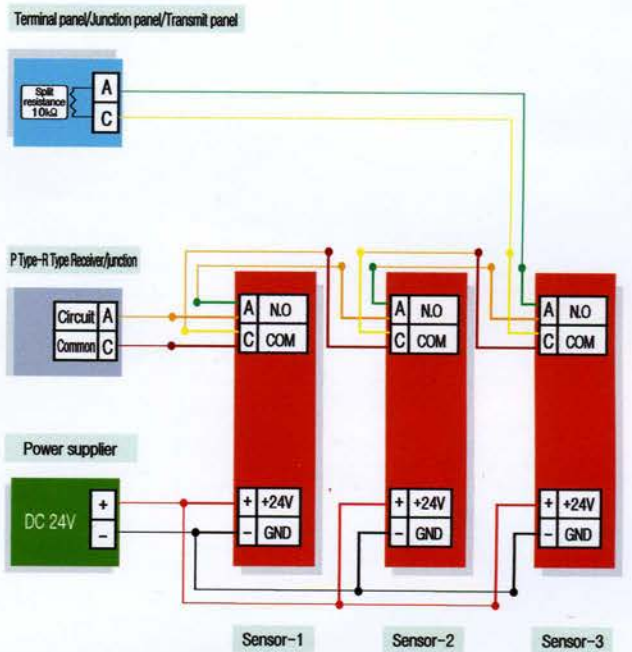 Terminal panel/Junction panel/Transmit panel
Split
resistance
10kΩ
A
C
P Type-R Type Receiver/junction
Circuit A
Common C
A N.O
C COM
A N.O
C COM
A N.O
C COM
Power supplier
DC 24V
+
−
+ +24V
− GND
+ +24V
− GND
+ +24V
− GND
Sensor-1
Sensor-2
Sensor-3